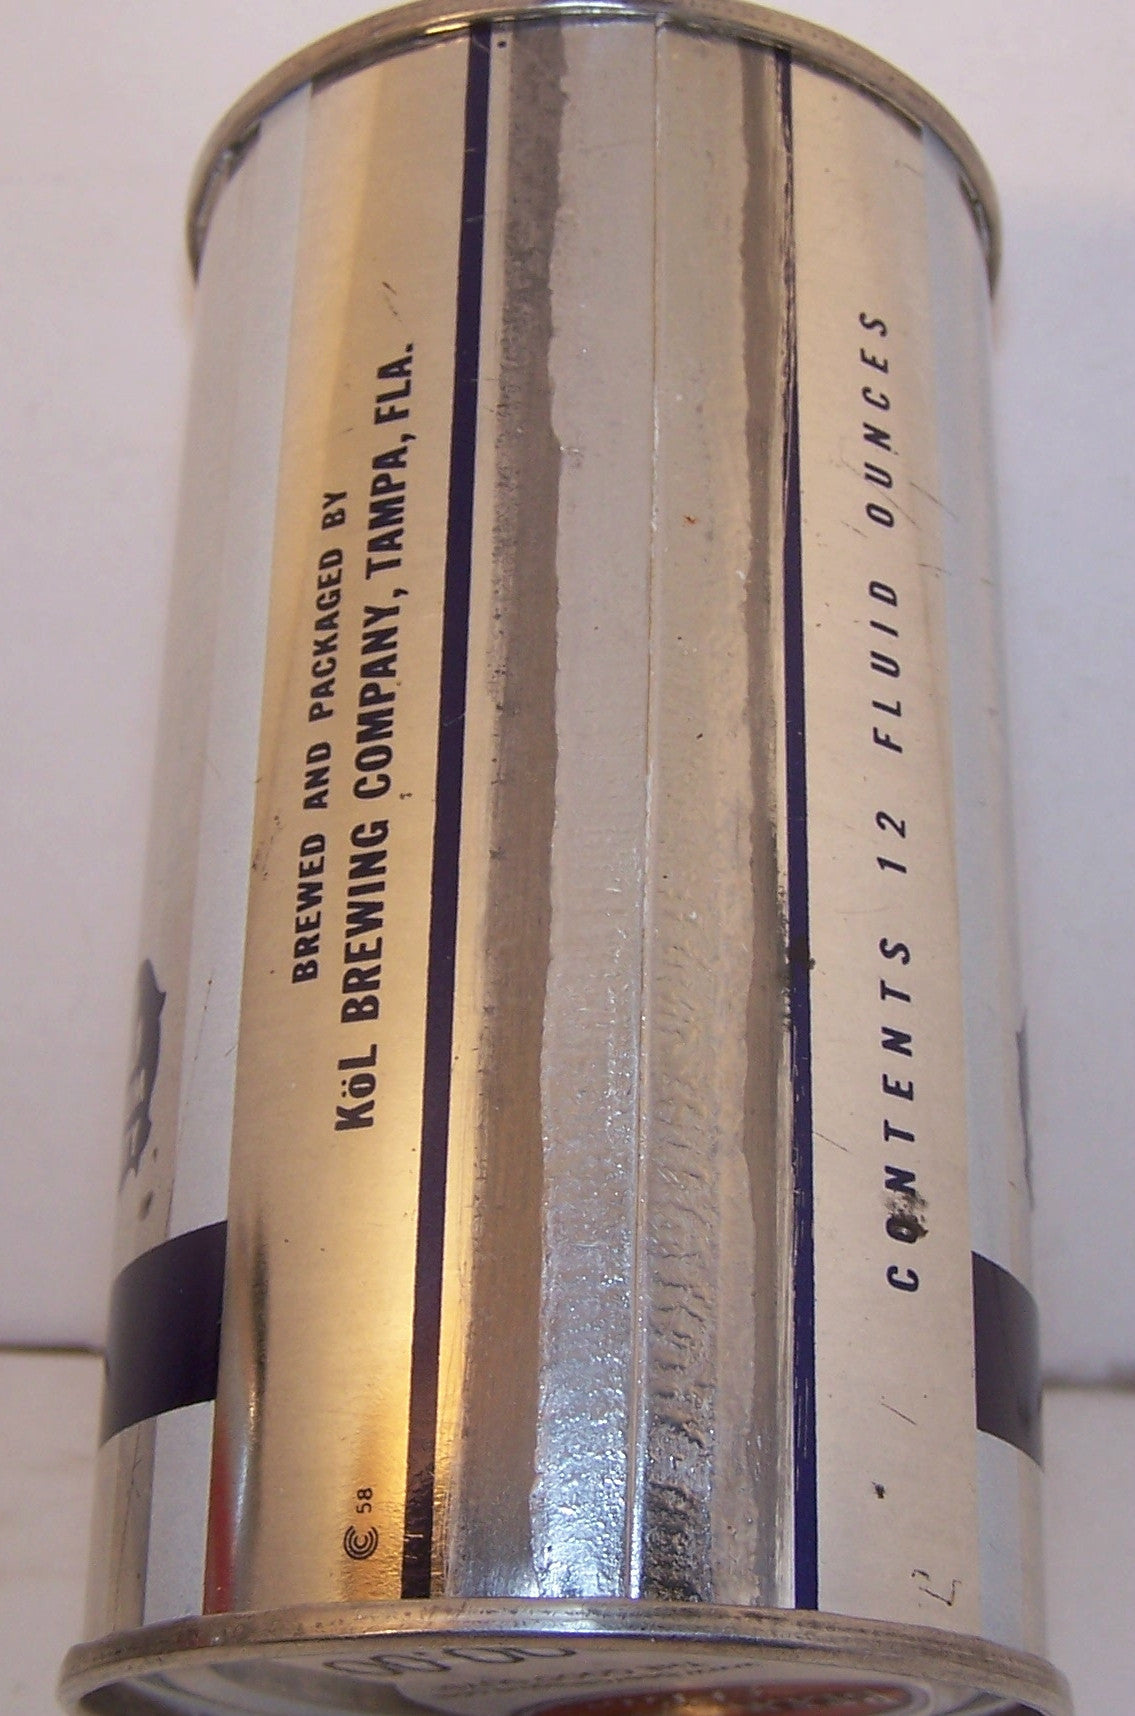 BREWED AND PACKAGED BY
KöL BREWING COMPANY, TAMPA, FLA.
58
CONTENTS 12 FLUID OUNCES